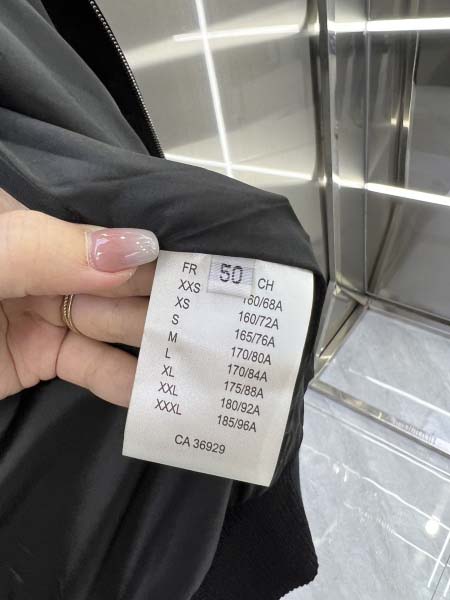 FR 50 CH
XXS 160/68A
XS 160/72A
S 165/76A
M 170/80A
L 170/84A
XL 175/88A
XXL 180/92A
XXXL 185/96A
CA 36929